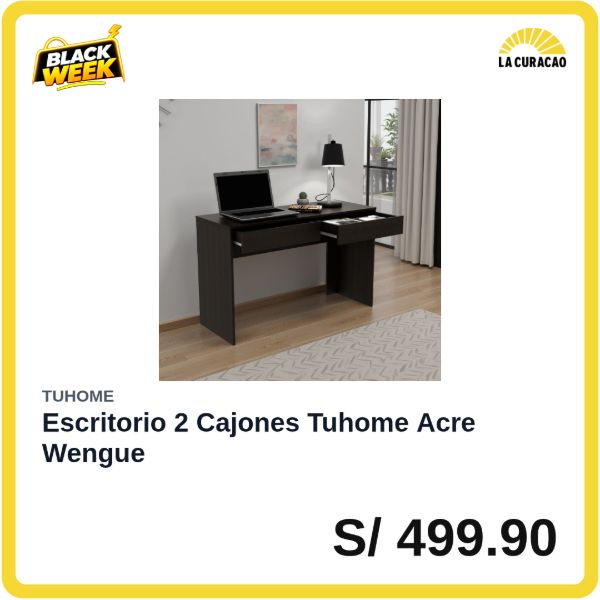 BLACK
WEEK
LA CURACAO
TUHOME
Escritorio 2 Cajones Tuhome Acre
Wengue
S/ 499.90